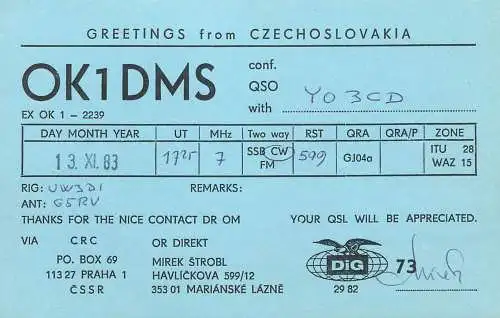 GREETINGS from CZECHOSLOVAKIA
OK1DMS
conf.
QSO
with YO3CD
EX OK 1 – 2239
DAY MONTH YEAR UT MHz Two way RST QRA QRA/P ZONE
13. XI. 83 1725 7 SSB CW FM 599 GJ04a ITU 28 WAZ 15
RIG: UW3DI REMARKS:
ANT: G5RV
THANKS FOR THE NICE CONTACT DR OM YOUR QSL WILL BE APPRECIATED.
VIA CRC OR DIREKT
PO. BOX 69 MIREK ŠTROBL
113 27 PRAHA 1 HAVLÍČKOVA 599/12
ČSSR 353 01 MARIÁNSKÉ LÁZNĚ
DIG
29 82
73 Mirek